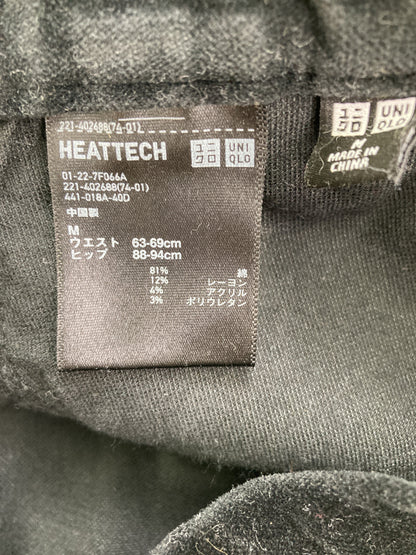 221-402688(74-01)
HEATTECH
ユニ
クロ
UNI
QLO
01-22-7F066A
221-402688(74-01)
441-018A-40D
中国製
M
ウエスト 63-69cm
ヒップ 88-94cm
81% 綿
12% レーヨン
4% アクリル
3% ポリウレタン
ユニ
クロ
UNI
QLO
M
MADE IN
CHINA